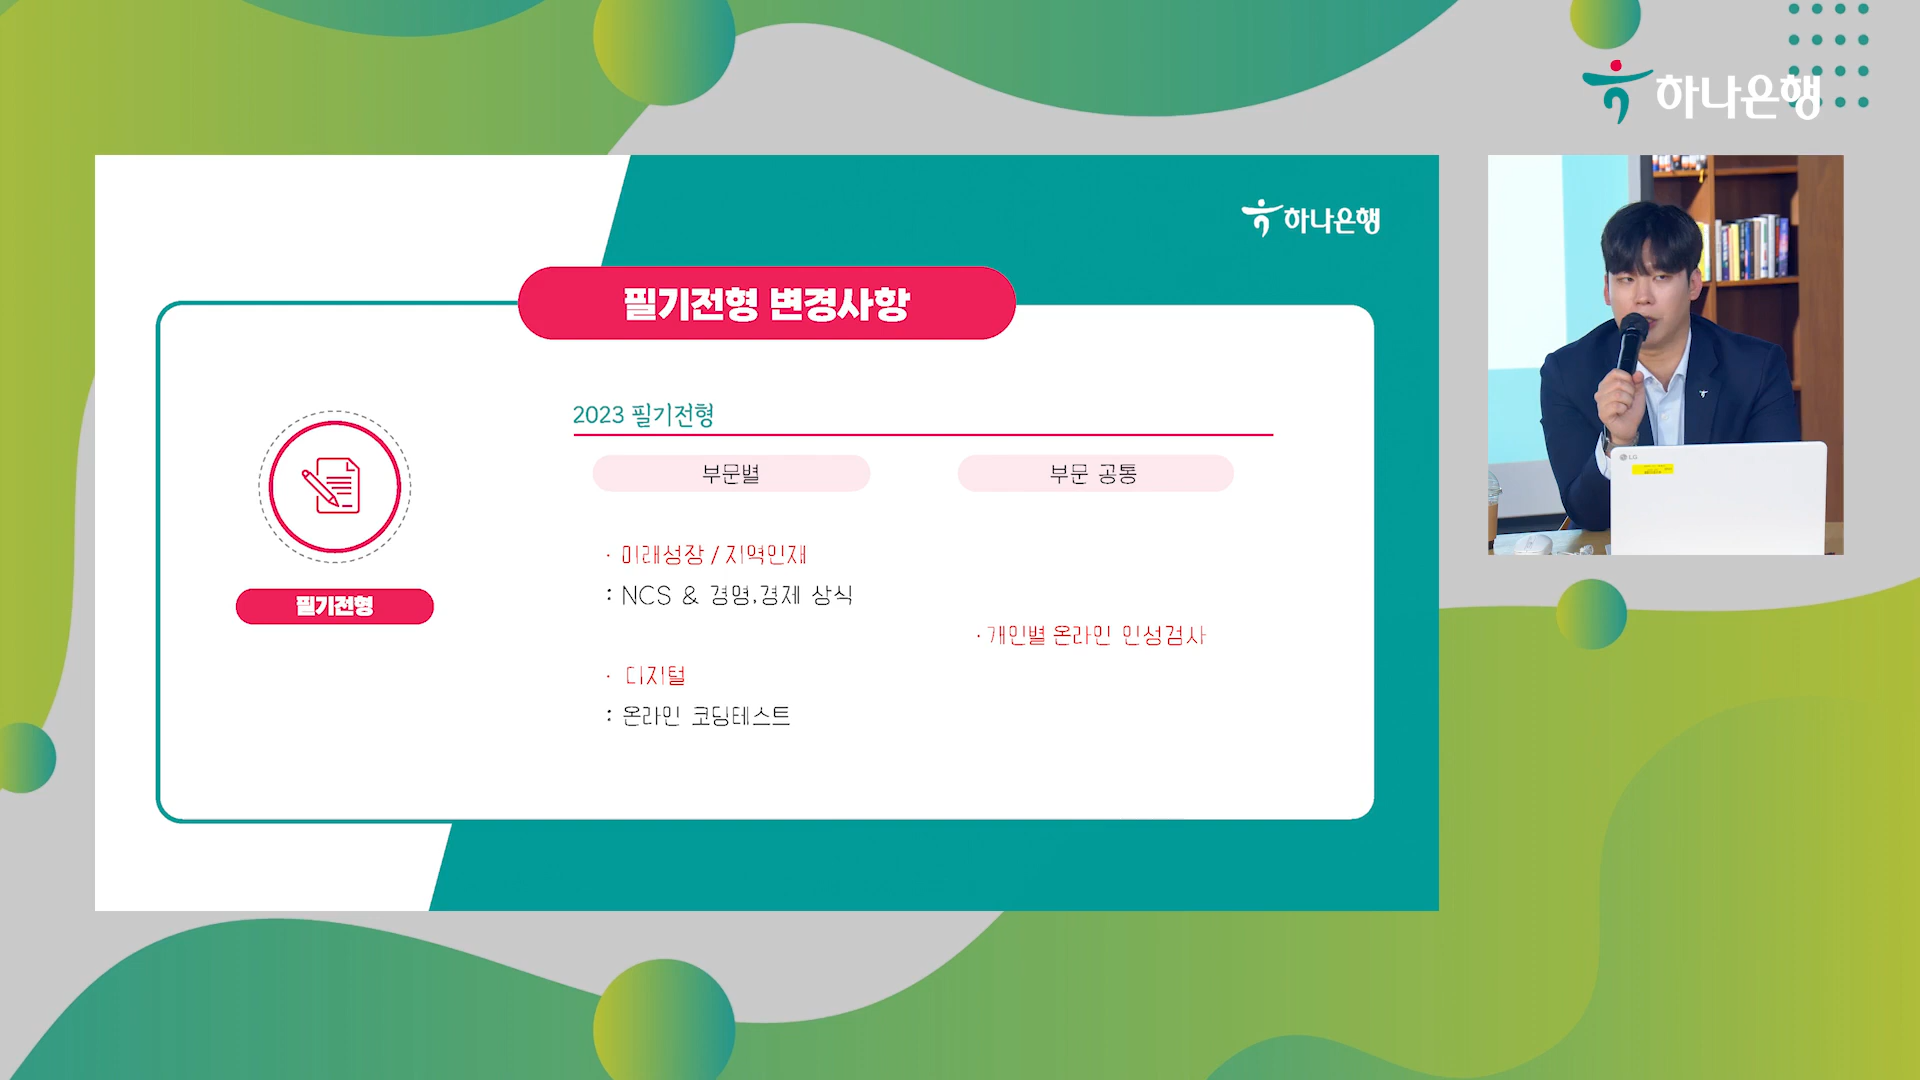 하나은행
하나은행
필기전형 변경사항
2023 필기전형
부문별
부문 공통
· 미래성장 / 지역인재
: NCS & 경영,경제 상식
· 개인별 온라인 인성검사
· 디지털
: 온라인 코딩테스트
필기전형
LG